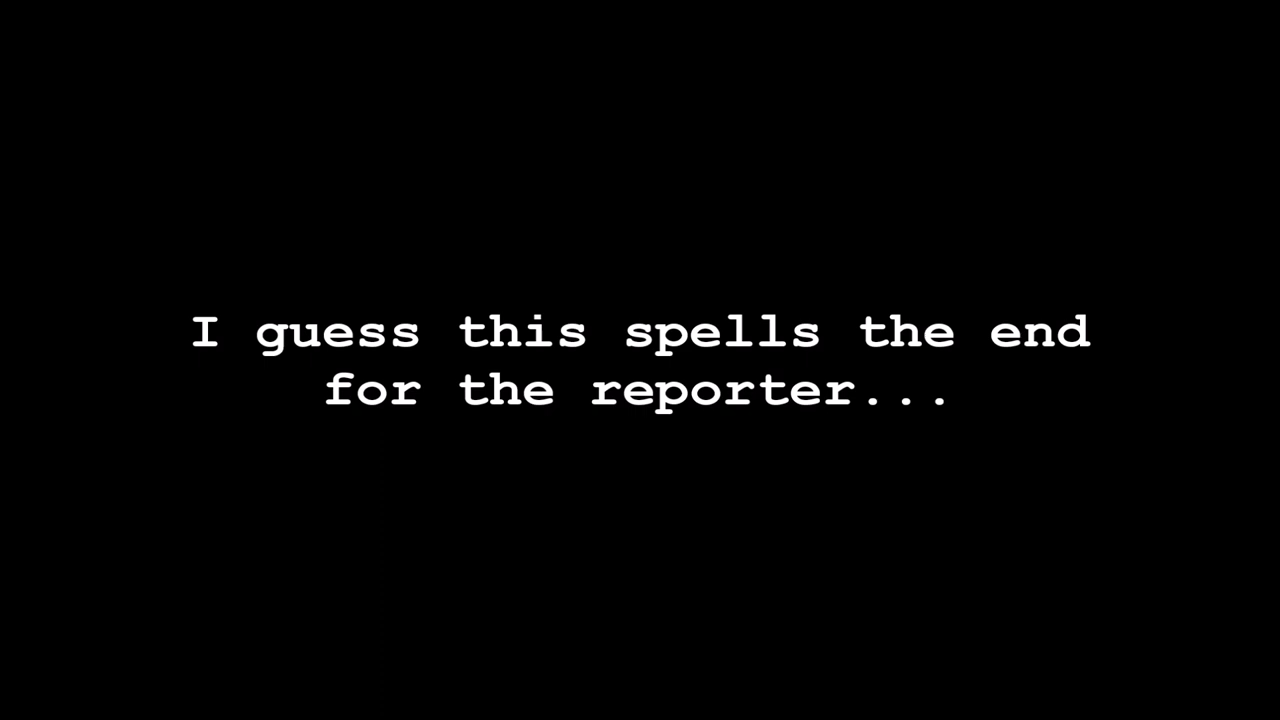 I guess this spells the end
for the reporter...